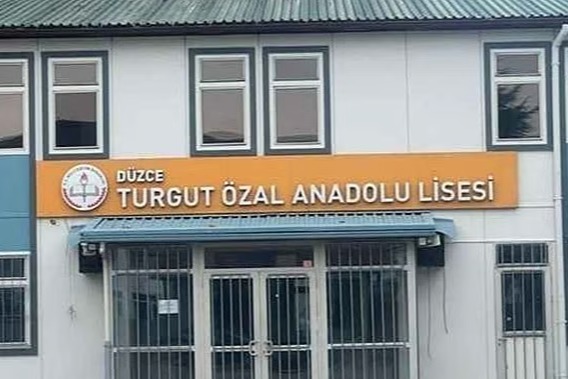 DÜZCE
TURGUT ÖZAL ANADOLU LİSESİ